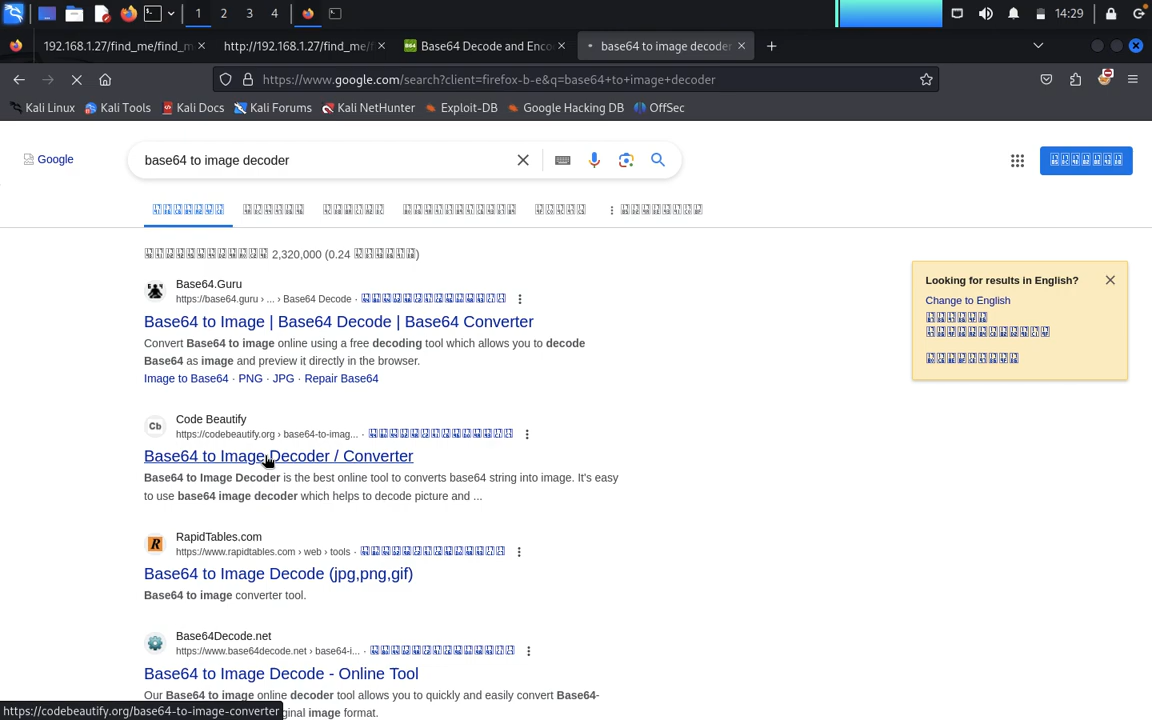 1 2 3 4 14:29
192.168.1.27/find_me/find_m http://192.168.1.27/find_me/f Base64 Decode and Enco base64 to image decoder
https://www.google.com/search?client=firefox-b-e&q=base64+to+image+decoder
Kali Linux Kali Tools Kali Docs Kali Forums Kali NetHunter Exploit-DB Google Hacking DB OffSec
Google
base64 to image decoder
2,320,000 (0.24
Looking for results in English?
Change to English
Base64.Guru
https://base64.guru › ... › Base64 Decode ·
Base64 to Image | Base64 Decode | Base64 Converter
Convert Base64 to image online using a free decoding tool which allows you to decode
Base64 as image and preview it directly in the browser.
Image to Base64 · PNG · JPG · Repair Base64
Cb
Code Beautify
https://codebeautify.org › base64-to-imag... ·
Base64 to Image Decoder / Converter
Base64 to Image Decoder is the best online tool to converts base64 string into image. It's easy
to use base64 image decoder which helps to decode picture and ...
R
RapidTables.com
https://www.rapidtables.com › web › tools ·
Base64 to Image Decode (jpg,png,gif)
Base64 to image converter tool.
Base64Decode.net
https://www.base64decode.net › base64-i... ·
Base64 to Image Decode - Online Tool
Our Base64 to image online decoder tool allows you to quickly and easily convert Base64-
https://codebeautify.org/base64-to-image-converter
ginal image format.